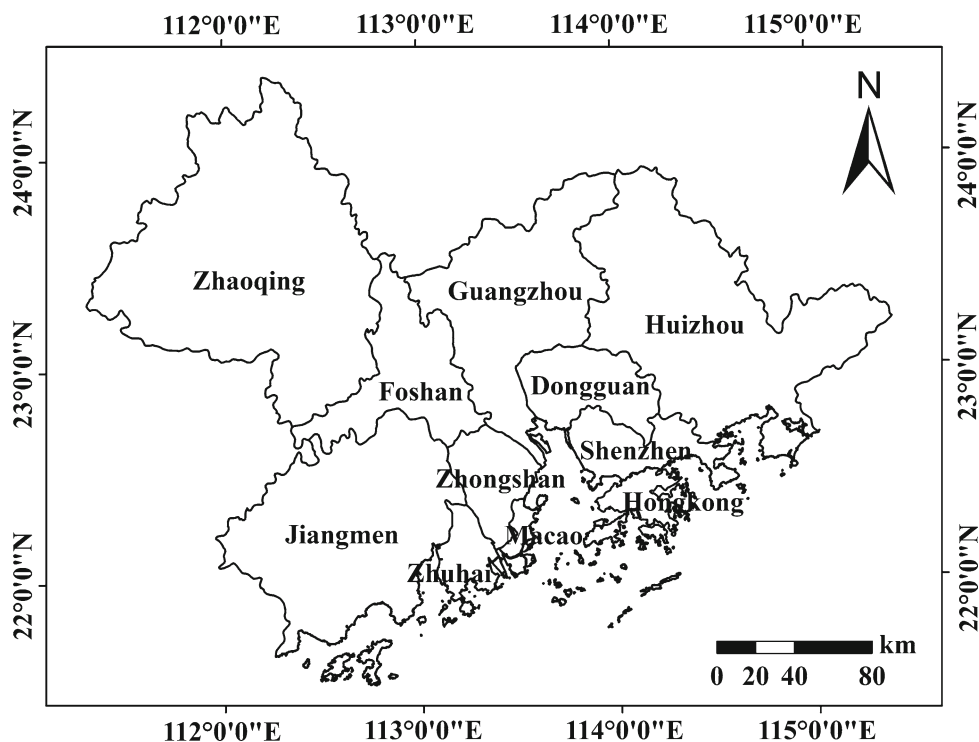 112°0'0"E 113°0'0"E 114°0'0"E 115°0'0"E
N
24°0'0"N
24°0'0"N
Zhaoqing
Guangzhou
Huizhou
23°0'0"N
23°0'0"N
Foshan
Dongguan
Shenzhen
Zhongshan
Hongkong
Jiangmen
Macao
Zhuhai
22°0'0"N
22°0'0"N
km
0 20 40 80
112°0'0"E 113°0'0"E 114°0'0"E 115°0'0"E